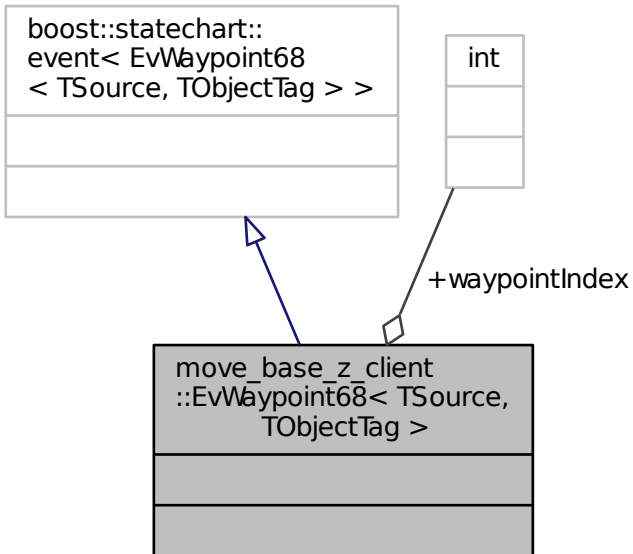 boost::statechart::
event< EvWaypoint68
< TSource, TObjectTag > >
int
+waypointIndex
move_base_z_client
::EvWaypoint68< TSource,
TObjectTag >